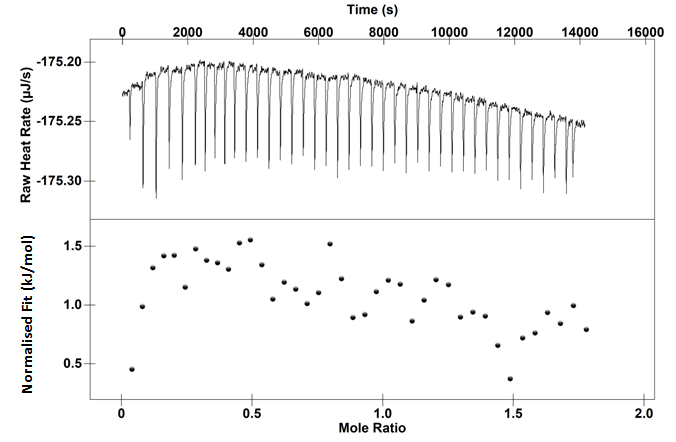 Time (s)
0 2000 4000 6000 8000 10000 12000 14000 16000
Raw Heat Rate (µJ/s)
-175.20
-175.25
-175.30
Normalised Fit (kJ/mol)
1.5
1.0
0.5
0 0.5 1.0 1.5 2.0
Mole Ratio